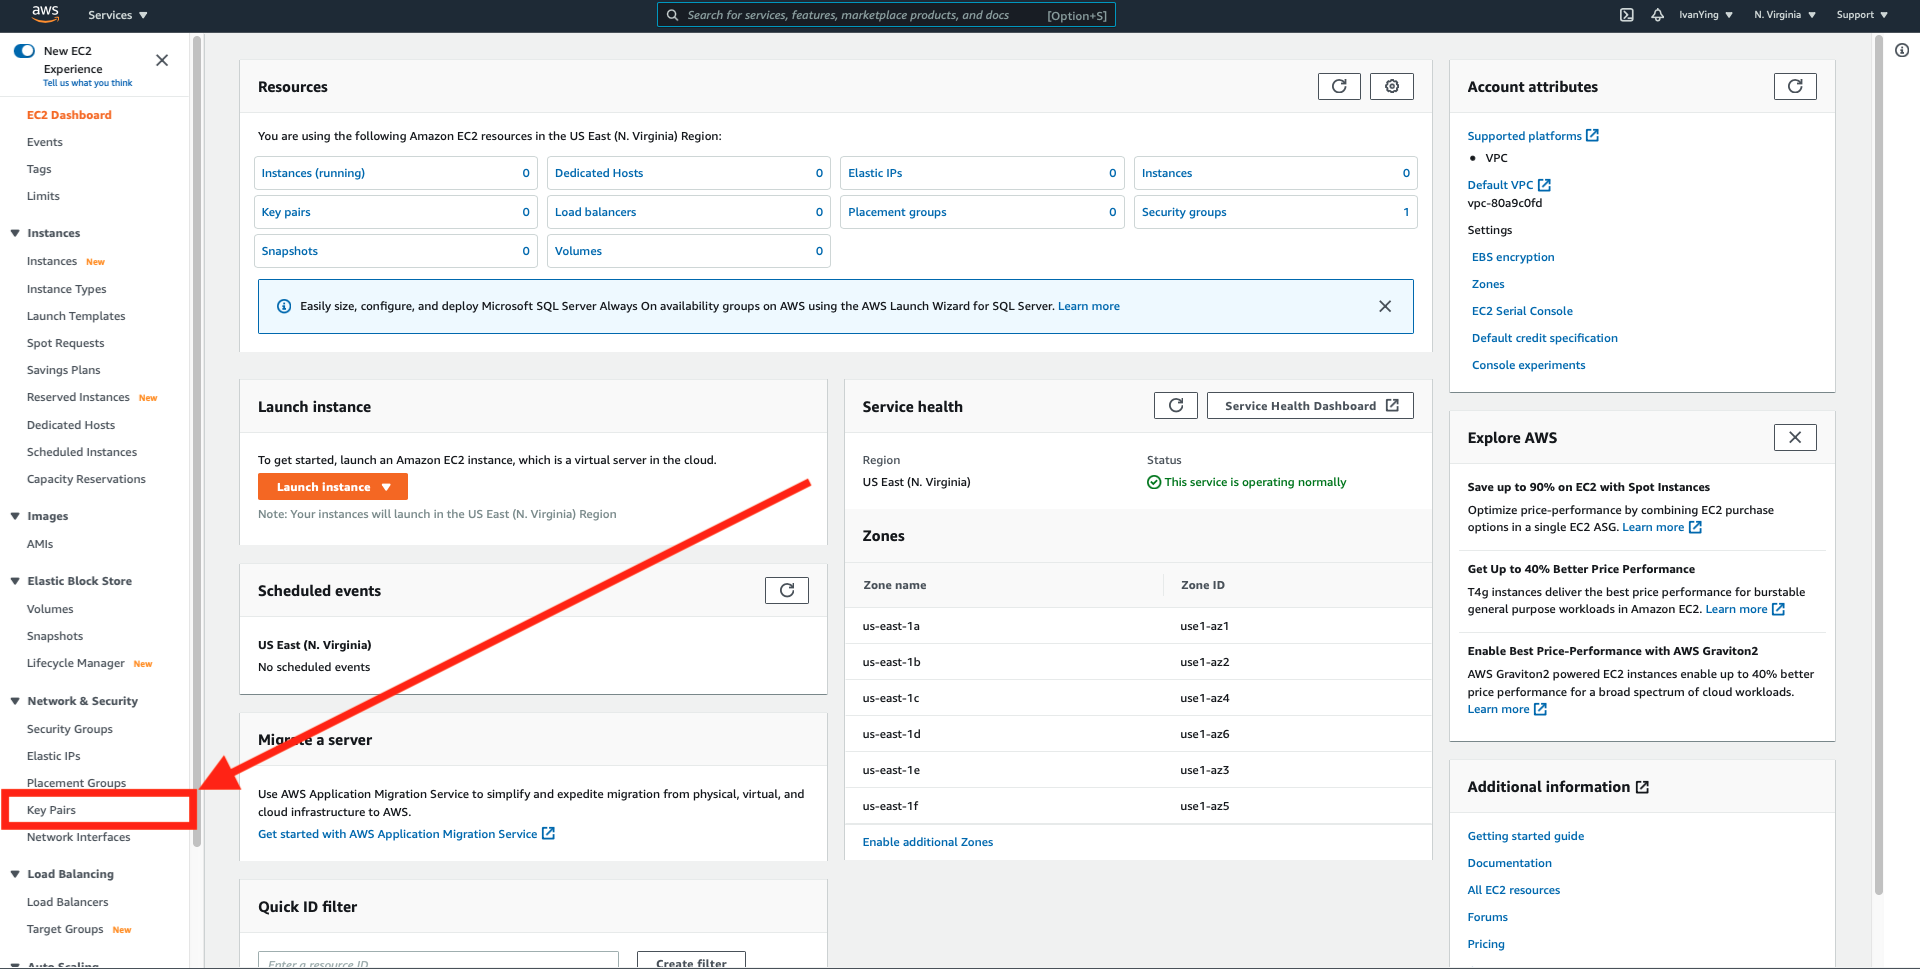 aws
Services
Search for services, features, marketplace products, and docs
[Option+S]
IvanYing
N. Virginia
Support
New EC2
Experience
Tell us what you think
EC2 Dashboard
Events
Tags
Limits
Instances
Instances New
Instance Types
Launch Templates
Spot Requests
Savings Plans
Reserved Instances New
Dedicated Hosts
Scheduled Instances
Capacity Reservations
Images
AMIs
Elastic Block Store
Volumes
Snapshots
Lifecycle Manager New
Network & Security
Security Groups
Elastic IPs
Placement Groups
Key Pairs
Network Interfaces
Load Balancing
Load Balancers
Target Groups New
Auto Scaling
Resources
You are using the following Amazon EC2 resources in the US East (N. Virginia) Region:
Instances (running) 0
Dedicated Hosts 0
Elastic IPs 0
Instances 0
Key pairs 0
Load balancers 0
Placement groups 0
Security groups 1
Snapshots 0
Volumes 0
Easily size, configure, and deploy Microsoft SQL Server Always On availability groups on AWS using the AWS Launch Wizard for SQL Server. Learn more
Launch instance
To get started, launch an Amazon EC2 instance, which is a virtual server in the cloud.
Launch instance
Note: Your instances will launch in the US East (N. Virginia) Region
Scheduled events
US East (N. Virginia)
No scheduled events
Migrate a server
Use AWS Application Migration Service to simplify and expedite migration from physical, virtual, and
cloud infrastructure to AWS.
Get started with AWS Application Migration Service
Quick ID filter
Enter a resource ID
Create filter
Service health
Service Health Dashboard
Region
US East (N. Virginia)
Status
This service is operating normally
Zones
Zone name
Zone ID
us-east-1a
use1-az1
us-east-1b
use1-az2
us-east-1c
use1-az4
us-east-1d
use1-az6
us-east-1e
use1-az3
us-east-1f
use1-az5
Enable additional Zones
Account attributes
Supported platforms
• VPC
Default VPC
vpc-80a9c0fd
Settings
EBS encryption
Zones
EC2 Serial Console
Default credit specification
Console experiments
Explore AWS
Save up to 90% on EC2 with Spot Instances
Optimize price-performance by combining EC2 purchase
options in a single EC2 ASG. Learn more
Get Up to 40% Better Price Performance
T4g instances deliver the best price performance for burstable
general purpose workloads in Amazon EC2. Learn more
Enable Best Price-Performance with AWS Graviton2
AWS Graviton2 powered EC2 instances enable up to 40% better
price performance for a broad spectrum of cloud workloads.
Learn more
Additional information
Getting started guide
Documentation
All EC2 resources
Forums
Pricing